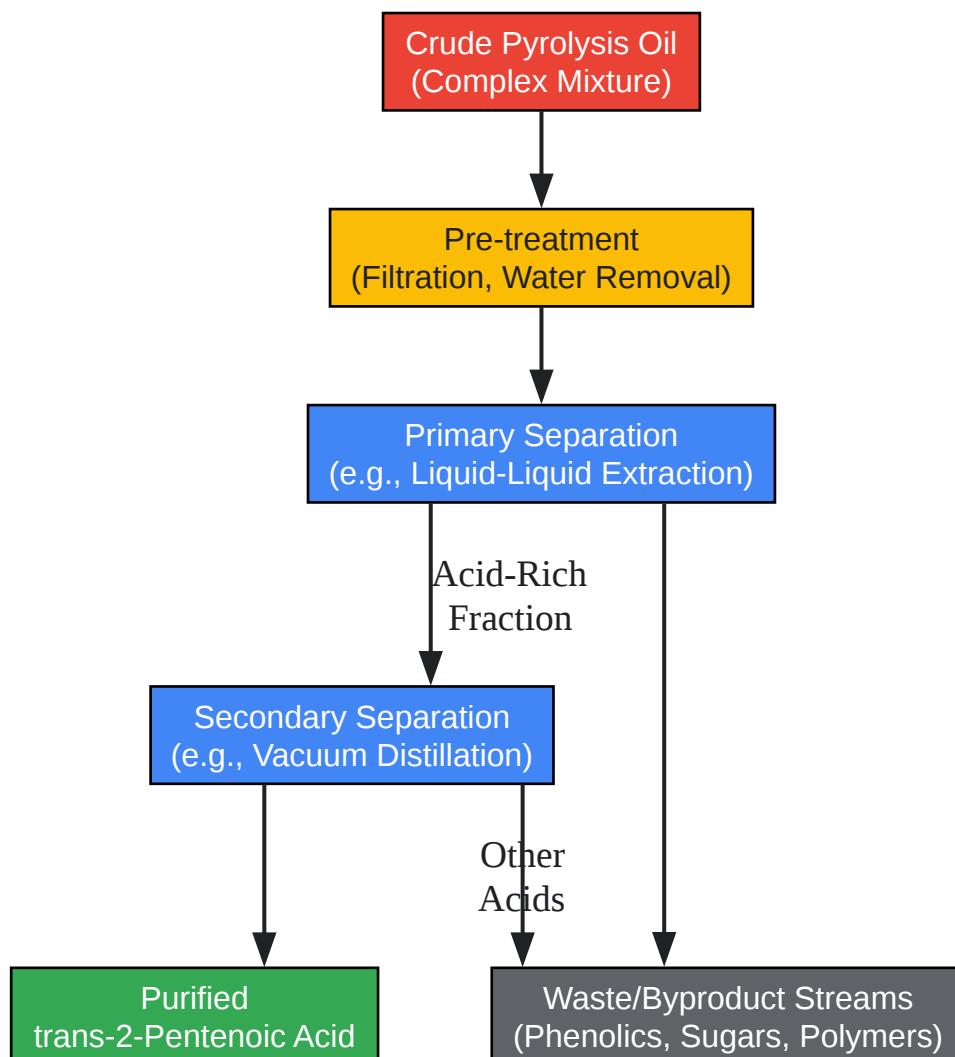 Crude Pyrolysis Oil
(Complex Mixture)
Pre-treatment
(Filtration, Water Removal)
Primary Separation
(e.g., Liquid-Liquid Extraction)
Acid-Rich
Fraction
Secondary Separation
(e.g., Vacuum Distillation)
Other
Acids
Purified
trans-2-Pentenoic Acid
Waste/Byproduct Streams
(Phenolics, Sugars, Polymers)